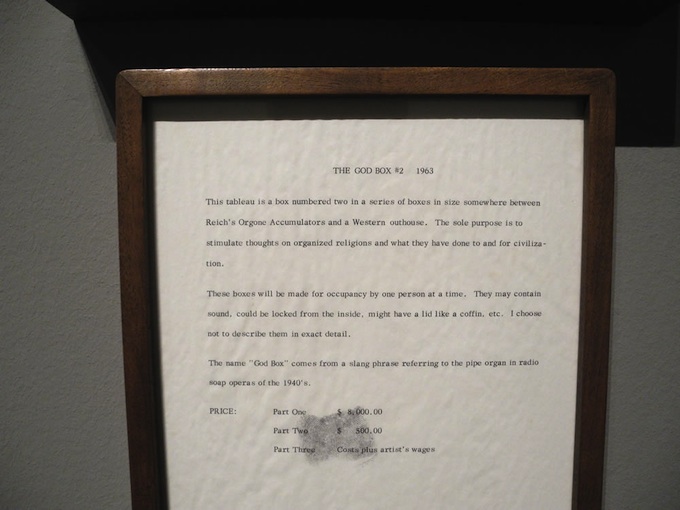 THE GOD BOX #2 1963
This tableau is a box numbered two in a series of boxes in size somewhere between
Reich's Orgone Accumulators and a Western outhouse. The sole purpose is to
stimulate thoughts on organized religions and what they have done to and for civiliza-
tion.
These boxes will be made for occupancy by one person at a time. They may contain
sound, could be locked from the inside, might have a lid like a coffin, etc. I choose
not to describe them in exact detail.
The name "God Box" comes from a slang phrase referring to the pipe organ in radio
soap operas of the 1940's.
PRICE: Part One $ 8,000.00
Part Two $ 500.00
Part Three Costs plus artist's wages